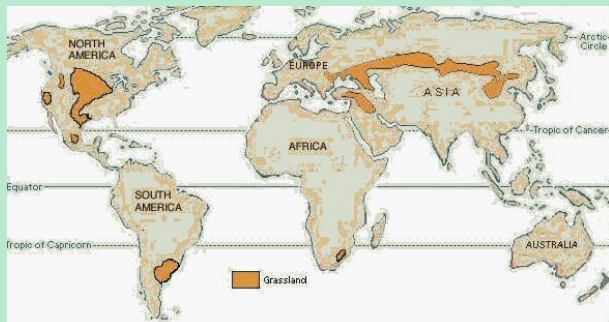 NORTH
AMERICA
Arctic
Circle
EUROPE
ASIA
Tropic of Cancer
AFRICA
Equator
SOUTH
AMERICA
Tropic of Capricorn
AUSTRALIA
Grassland